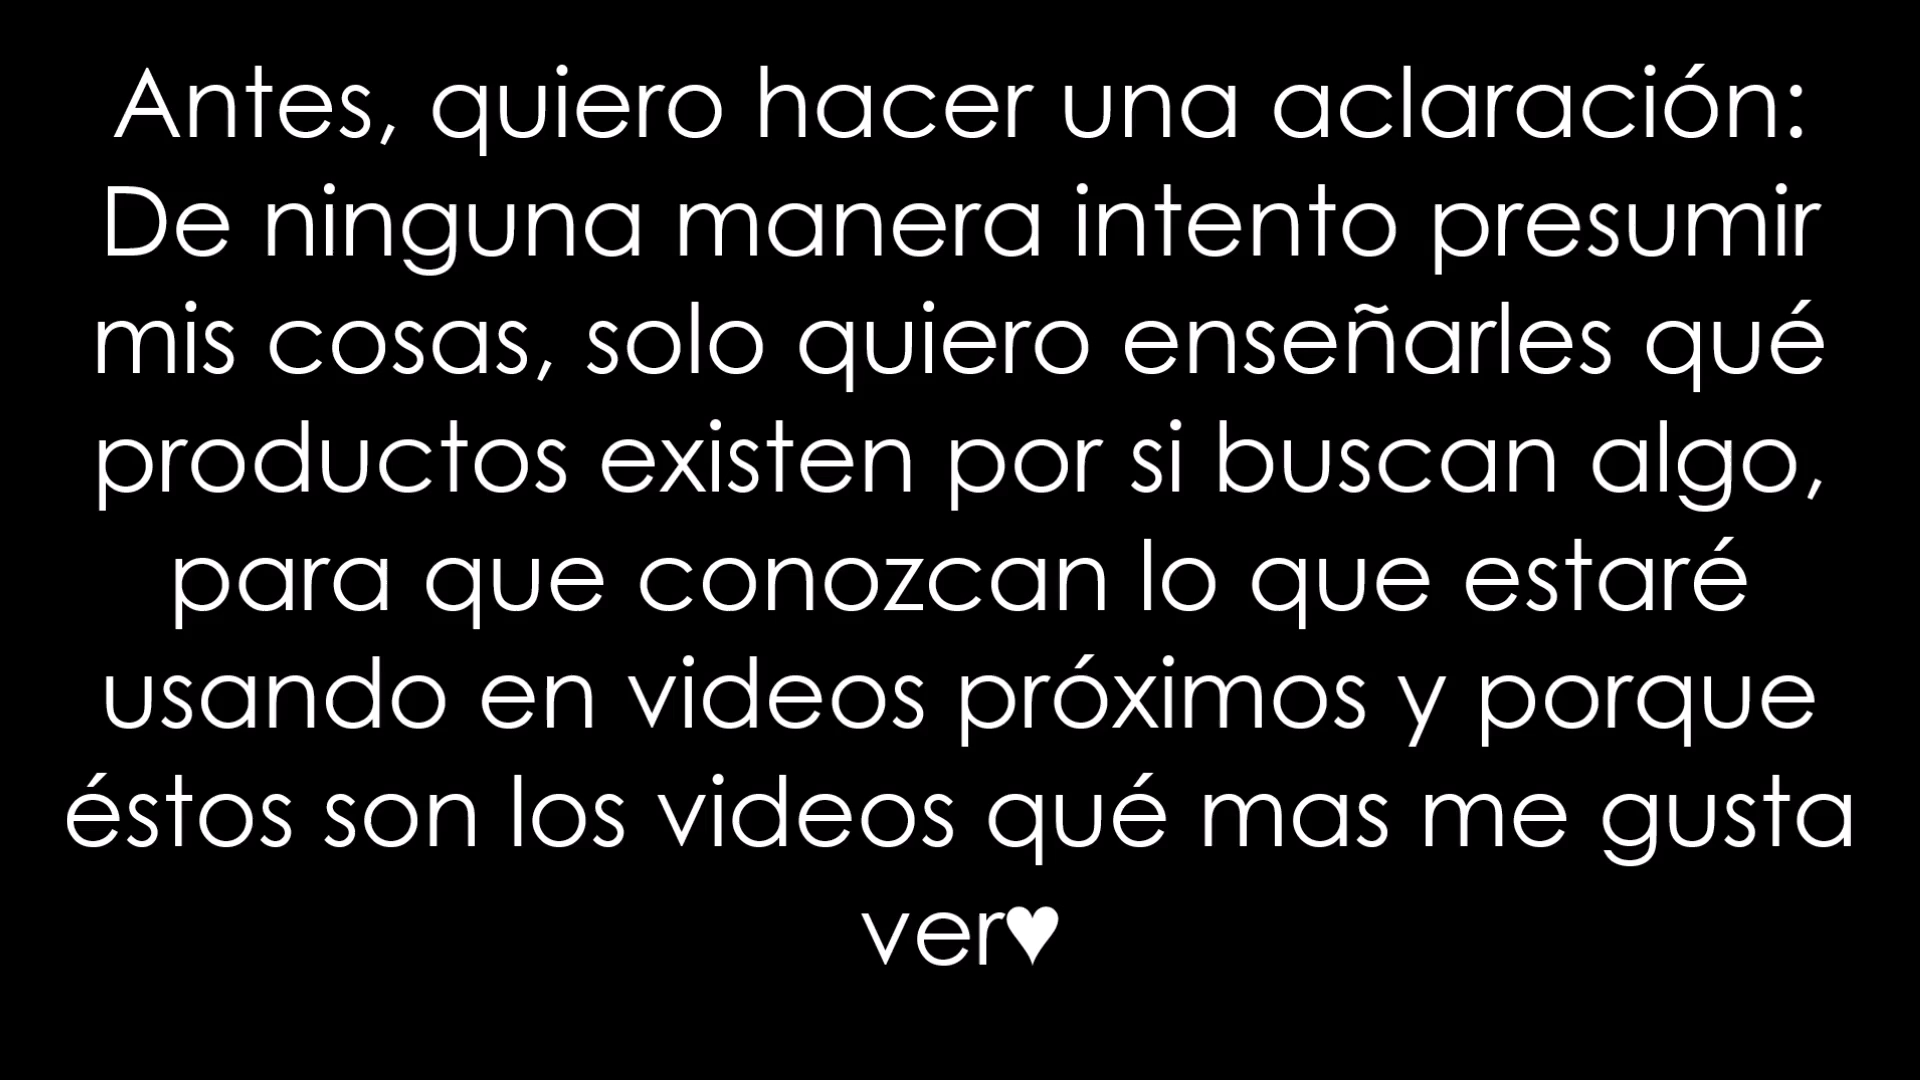 Antes, quiero hacer una aclaración:
De ninguna manera intento presumir
mis cosas, solo quiero enseñarles qué
productos existen por si buscan algo,
para que conozcan lo que estaré
usando en videos próximos y porque
éstos son los videos qué mas me gusta
ver♥